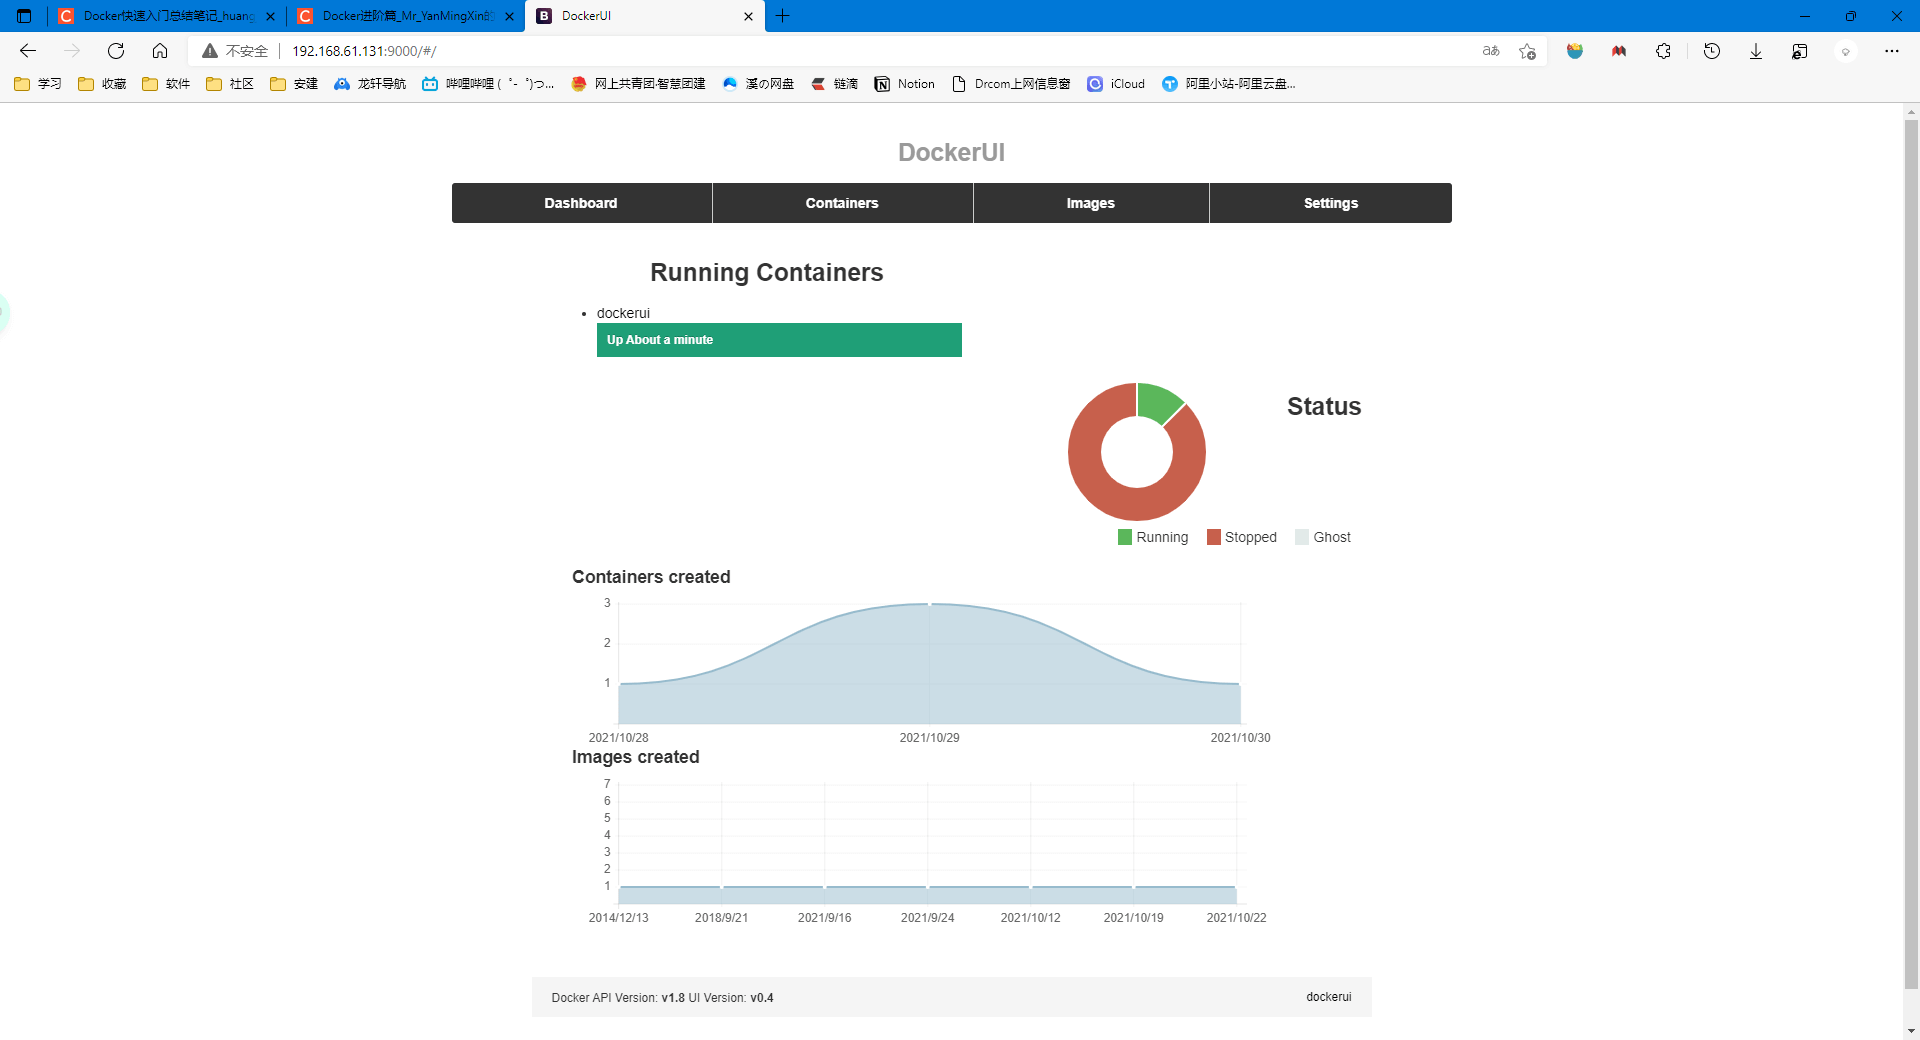 Docker快速入门总结笔记_huang
Docker进阶篇_Mr_YanMingXin的
DockerUI
不安全 192.168.61.131:9000/#/
学习 收藏 软件 社区 安建 龙轩导航 哔哩哔哩 (゜-゜)つ... 网上共青团·智慧团建 溪の网盘 链滴 Notion Drcom上网信息窗 iCloud 阿里小站-阿里云盘...
DockerUI
Dashboard Containers Images Settings
Running Containers
dockerui
Up About a minute
Status
Running Stopped Ghost
Containers created
3
2
1
2021/10/28 2021/10/29 2021/10/30
Images created
7
6
5
4
3
2
1
2014/12/13 2018/9/21 2021/9/16 2021/9/24 2021/10/12 2021/10/19 2021/10/22
Docker API Version: v1.8 UI Version: v0.4 dockerui